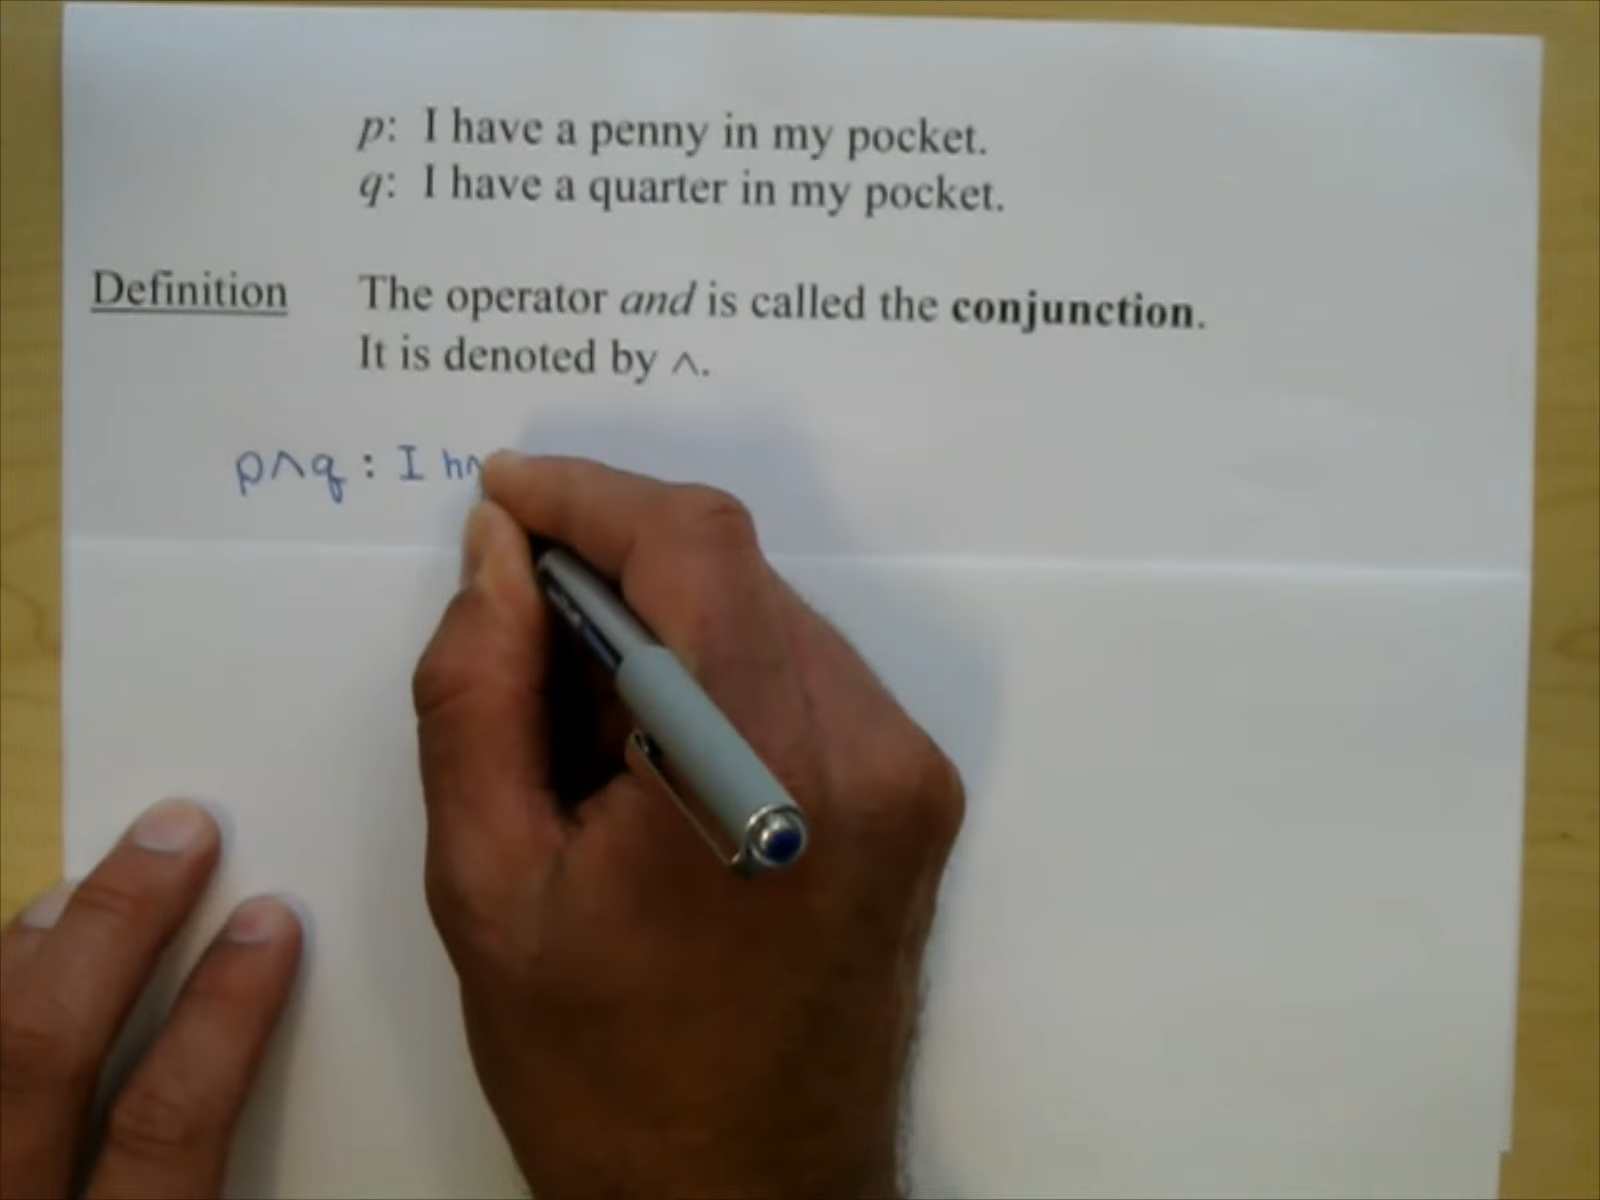 p: I have a penny in my pocket.
q: I have a quarter in my pocket.
Definition The operator and is called the conjunction.
It is denoted by ∧.
p∧q : I